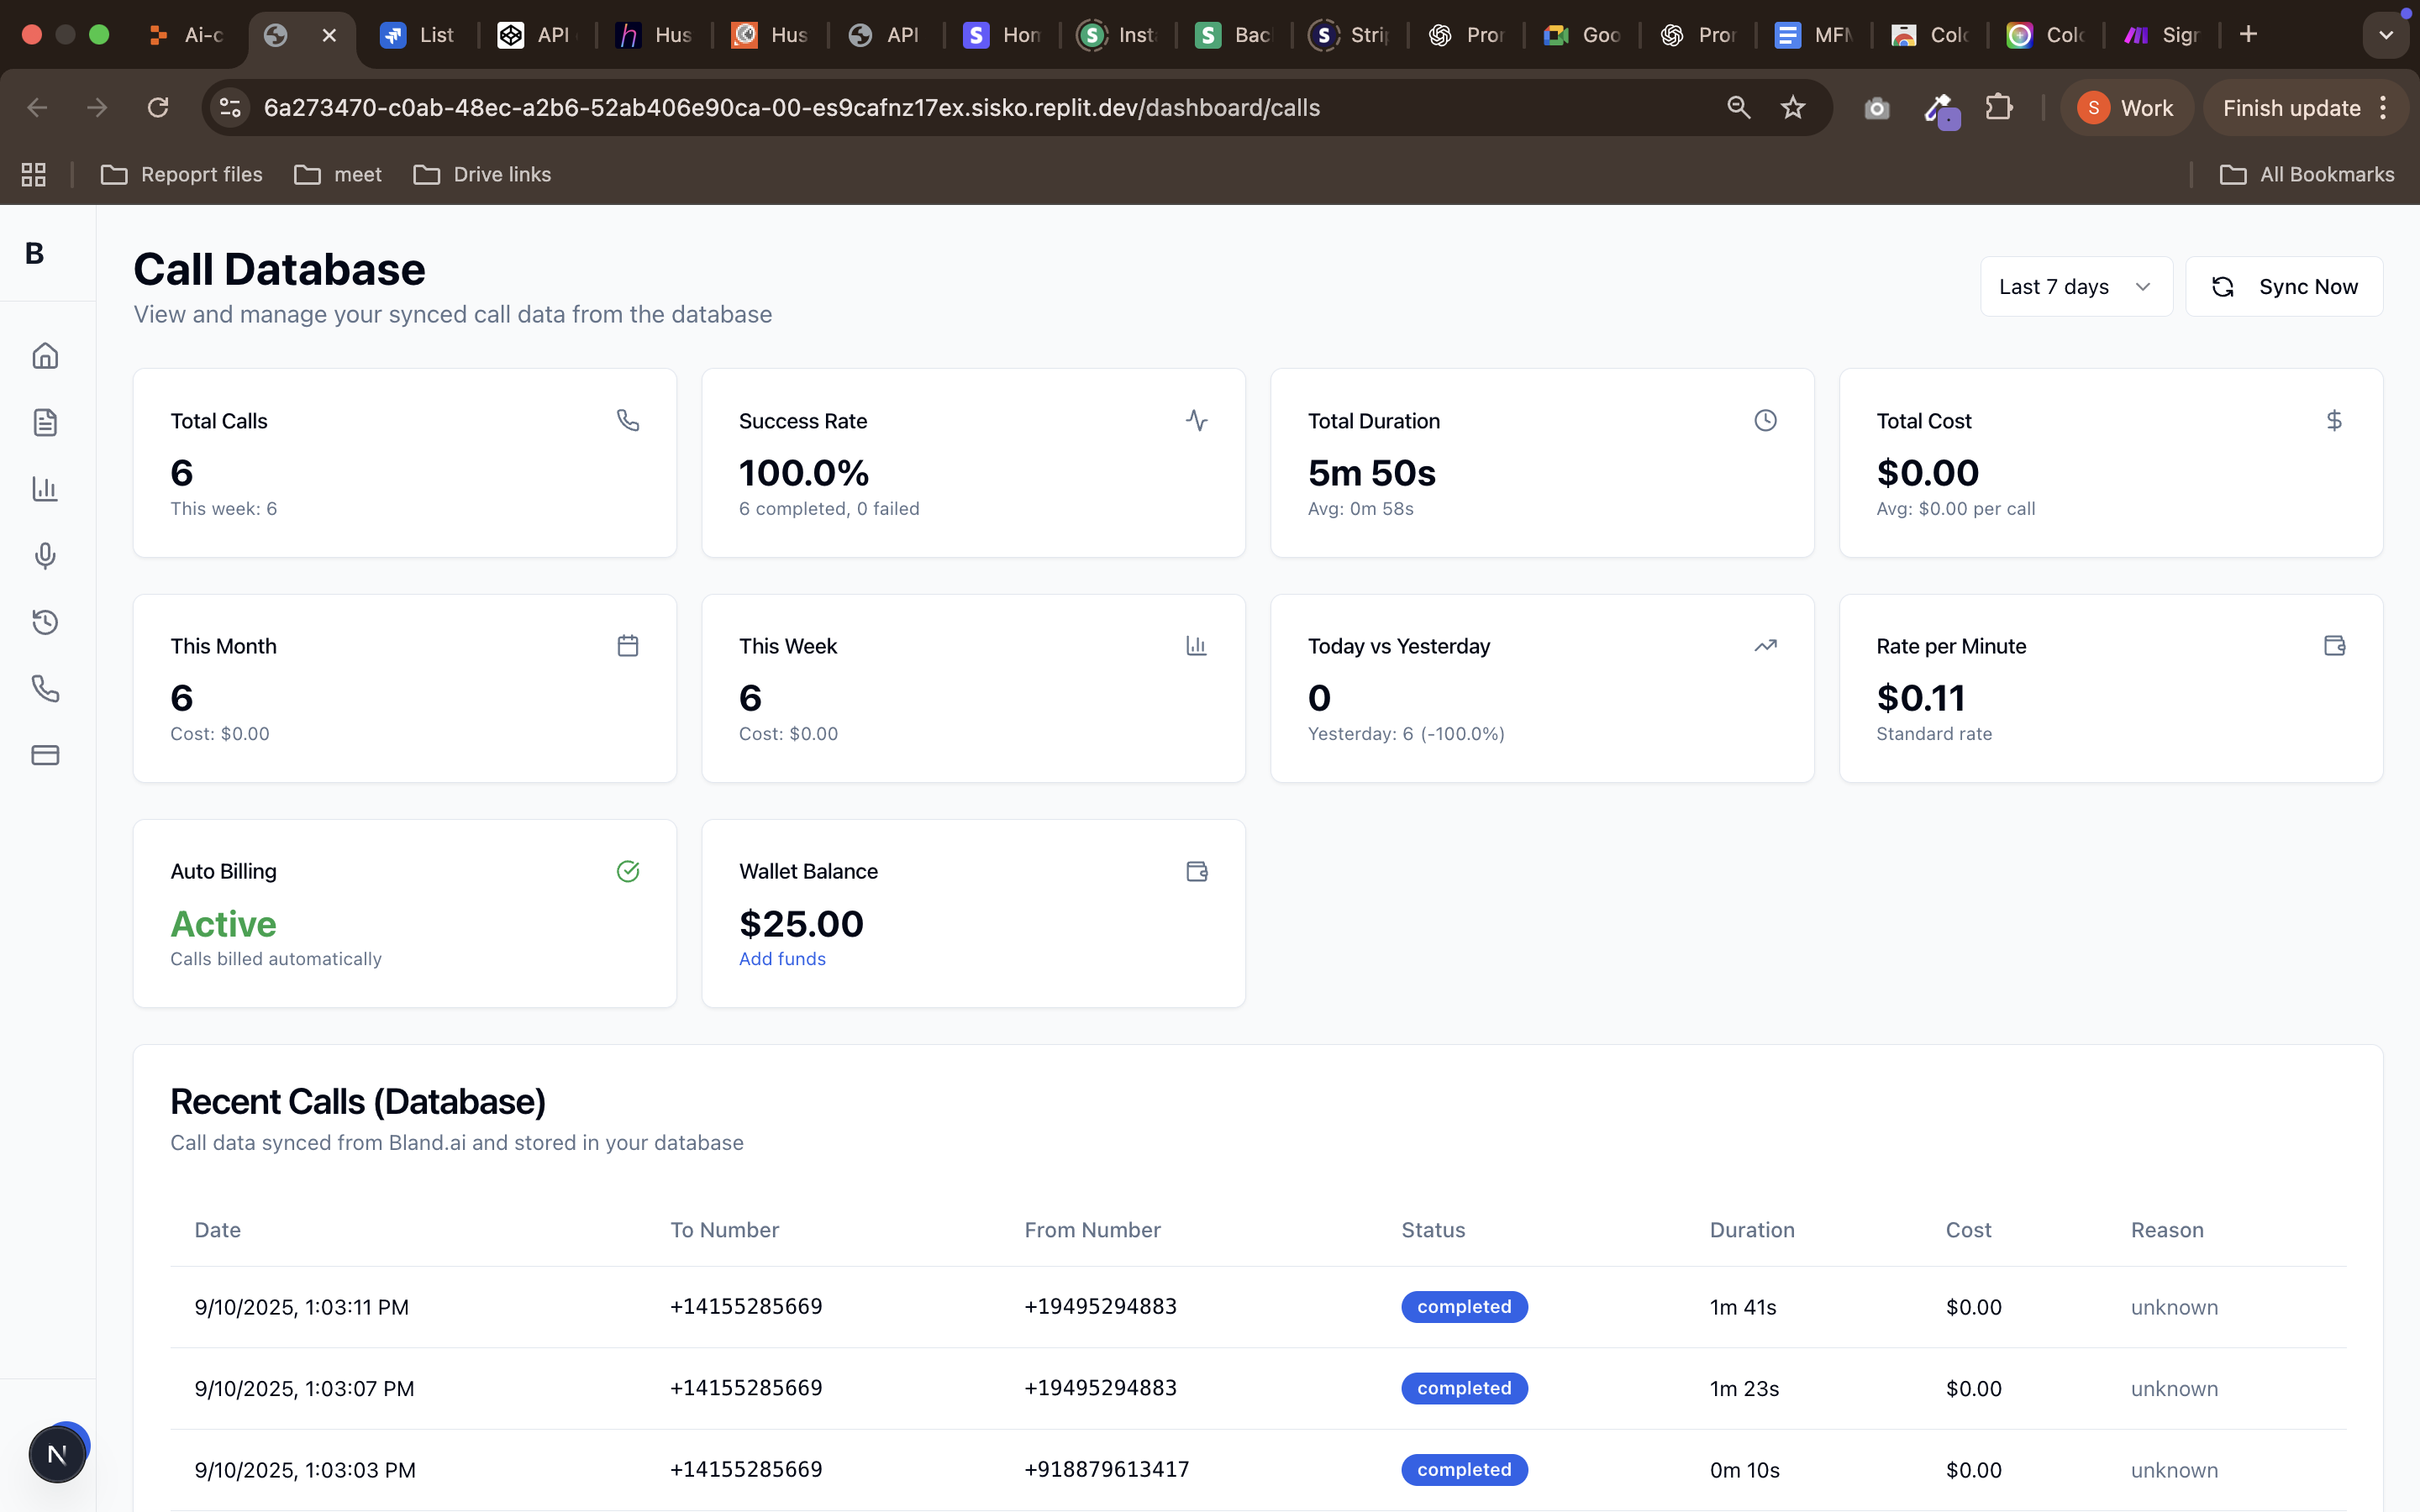 Ai-c
List
API
Hus
Hus
API
Hom
Inst
Bac
Strip
Pror
Goo
Pror
MFM
Colo
Colo
Sigr
6a273470-c0ab-48ec-a2b6-52ab406e90ca-00-es9cafnz17ex.sisko.replit.dev/dashboard/calls
S Work
Finish update
Repoprt files
meet
Drive links
All Bookmarks
B
Call Database
View and manage your synced call data from the database
Last 7 days
Sync Now
Total Calls
6
This week: 6
Success Rate
100.0%
6 completed, 0 failed
Total Duration
5m 50s
Avg: 0m 58s
Total Cost
$0.00
Avg: $0.00 per call
This Month
6
Cost: $0.00
This Week
6
Cost: $0.00
Today vs Yesterday
0
Yesterday: 6 (-100.0%)
Rate per Minute
$0.11
Standard rate
Auto Billing
Active
Calls billed automatically
Wallet Balance
$25.00
Add funds
Recent Calls (Database)
Call data synced from Bland.ai and stored in your database
Date To Number From Number Status Duration Cost Reason
9/10/2025, 1:03:11 PM +14155285669 +19495294883 completed 1m 41s $0.00 unknown
9/10/2025, 1:03:07 PM +14155285669 +19495294883 completed 1m 23s $0.00 unknown
9/10/2025, 1:03:03 PM +14155285669 +918879613417 completed 0m 10s $0.00 unknown
N